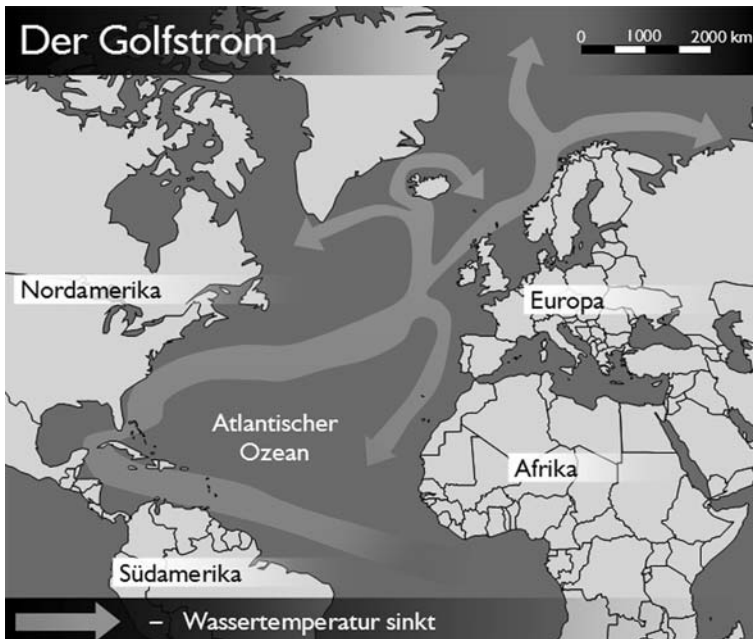 Der Golfstrom
0 1000 2000 km
Nordamerika
Europa
Atlantischer
Ozean
Afrika
Südamerika
– Wassertemperatur sinkt